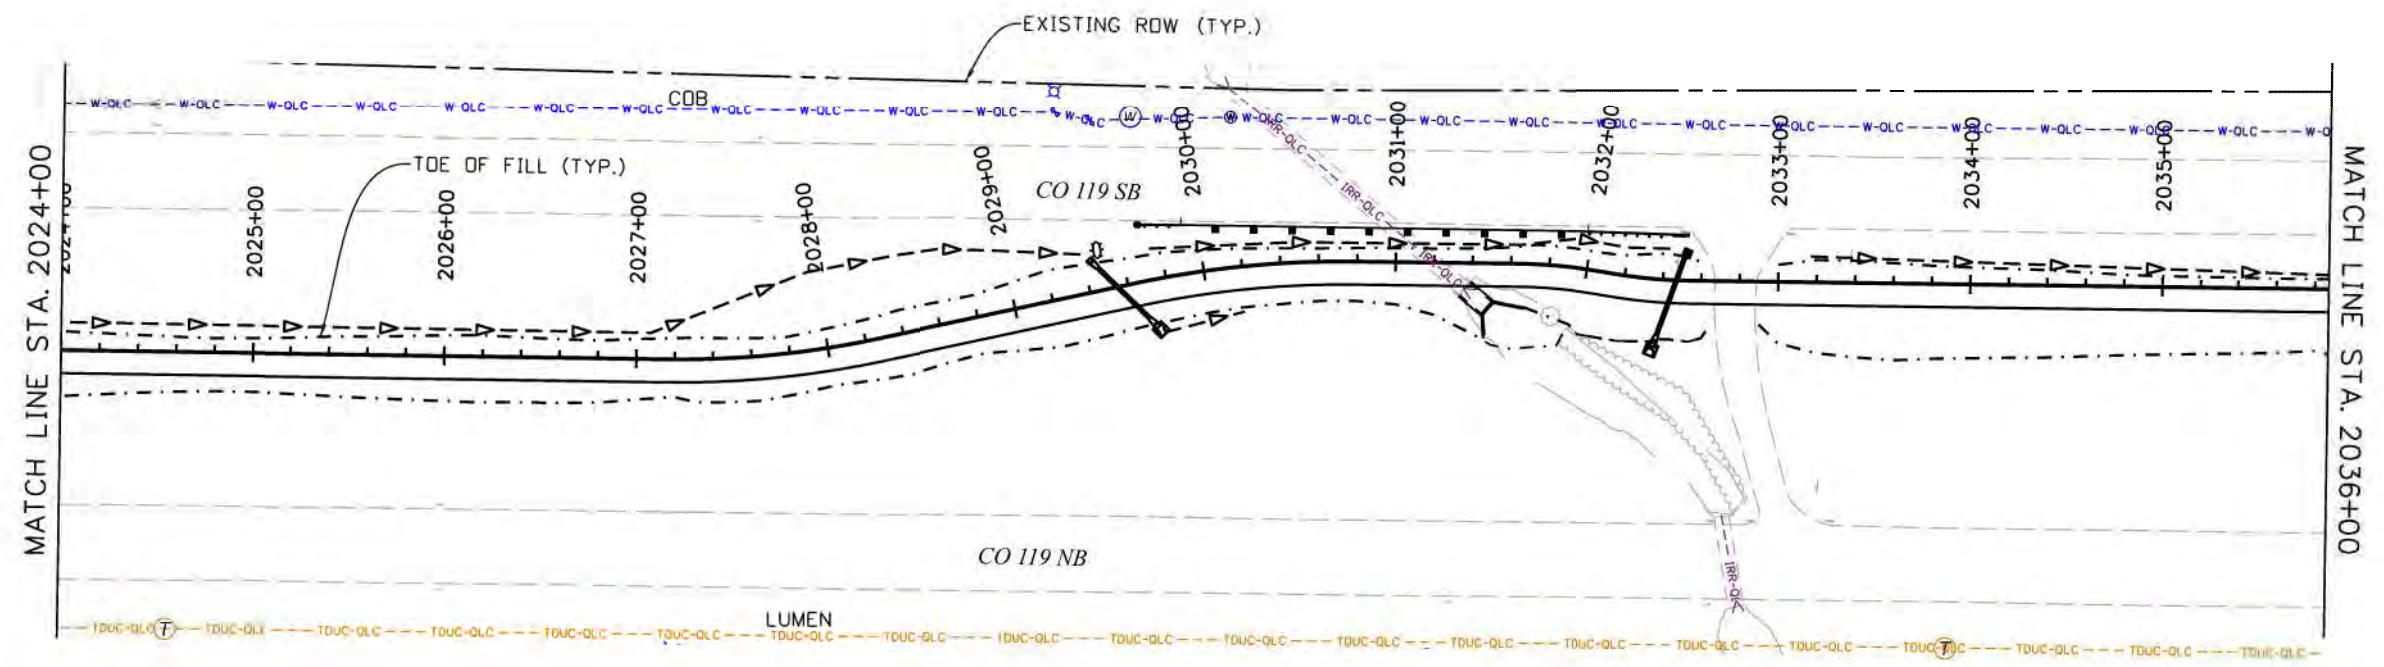 EXISTING ROW (TYP.)
W-QLC W-QLC W-QLC W-QLC W-QLC W-QLC W-QLC COB W-QLC W-QLC W-QLC W-QLC W-QLC W W-QLC W W-QLC W-QLC W-QLC W-QLC W-QLC W-QLC W-QLC W-QLC W-QLC W-QLC W-QLC W-Q
TOE OF FILL (TYP.)
MATCH LINE STA. 2024+00
2024+00
2025+00
2026+00
2027+00
2028+00
2029+00
2030+00
2031+00
2032+00
2033+00
2034+00
2035+00
MATCH LINE STA. 2036+00
CO 119 SB
IRR-QLC
IRR-QLC
IRR-QLC
CO 119 NB
IRR-QL
LUMEN
TDUC-QLC T TDUC-QLC TDUC-QLC TDUC-QLC TDUC-QLC TDUC-QLC TDUC-QLC TDUC-QLC TDUC-QLC TDUC-QLC TDUC-QLC TDUC-QLC TDUC-QLC TDUC-QLC TDUC-QLC TDUC-QLC T TDUC-QLC TDUC-QLC TDUC-QLC